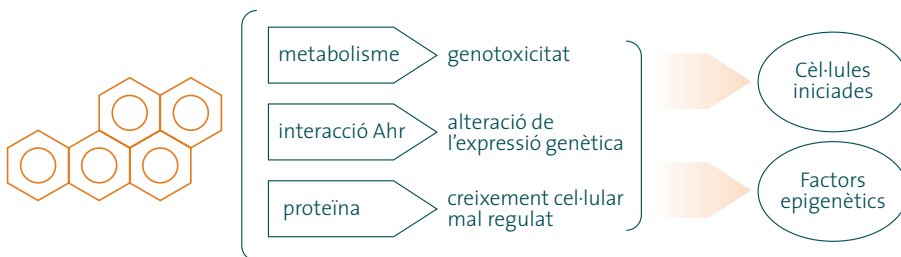 metabolisme
genotoxicitat
interacció Ahr
alteració de
l'expressió genètica
proteïna
creixement cel·lular
mal regulat
Cèl·lules
iniciades
Factors
epigenètics